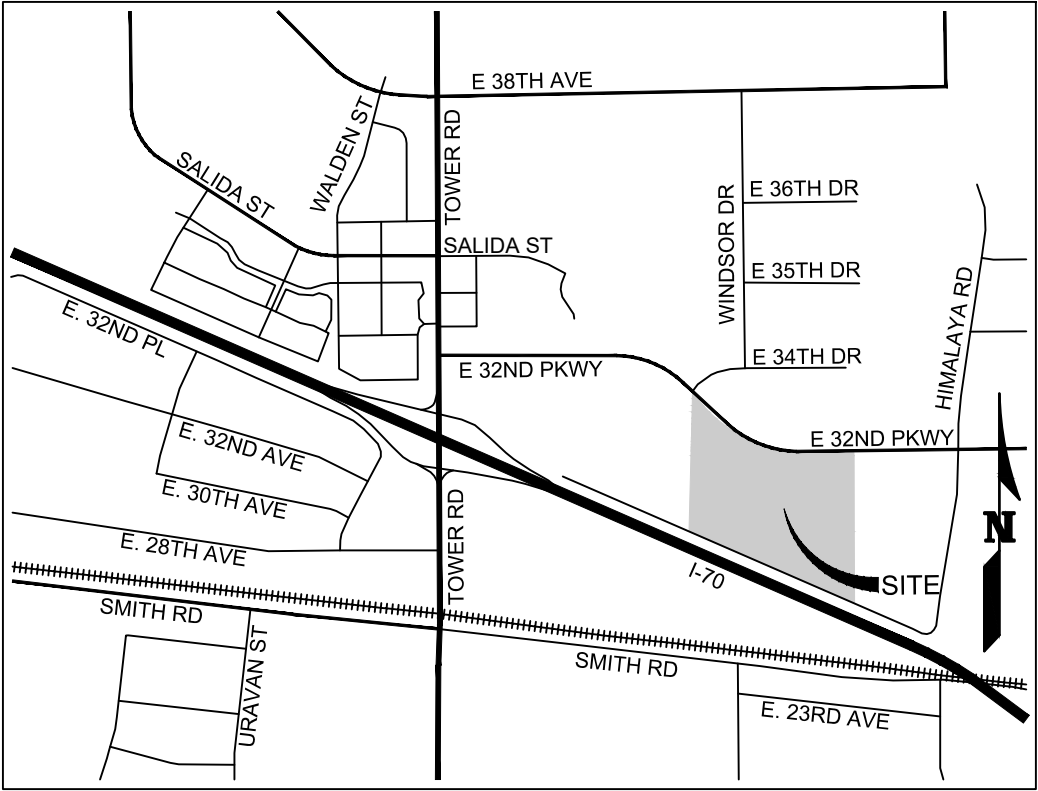 E 38TH AVE
WALDEN ST
TOWER RD
SALIDA ST
E 36TH DR
WINDSOR DR
SALIDA ST
E 35TH DR
HIMALAYA RD
E. 32ND PL
E 34TH DR
E 32ND PKWY
E 32ND PKWY
E. 32ND AVE
E. 30TH AVE
N
E. 28TH AVE
TOWER RD
I-70
SITE
SMITH RD
URAVAN ST
SMITH RD
E. 23RD AVE